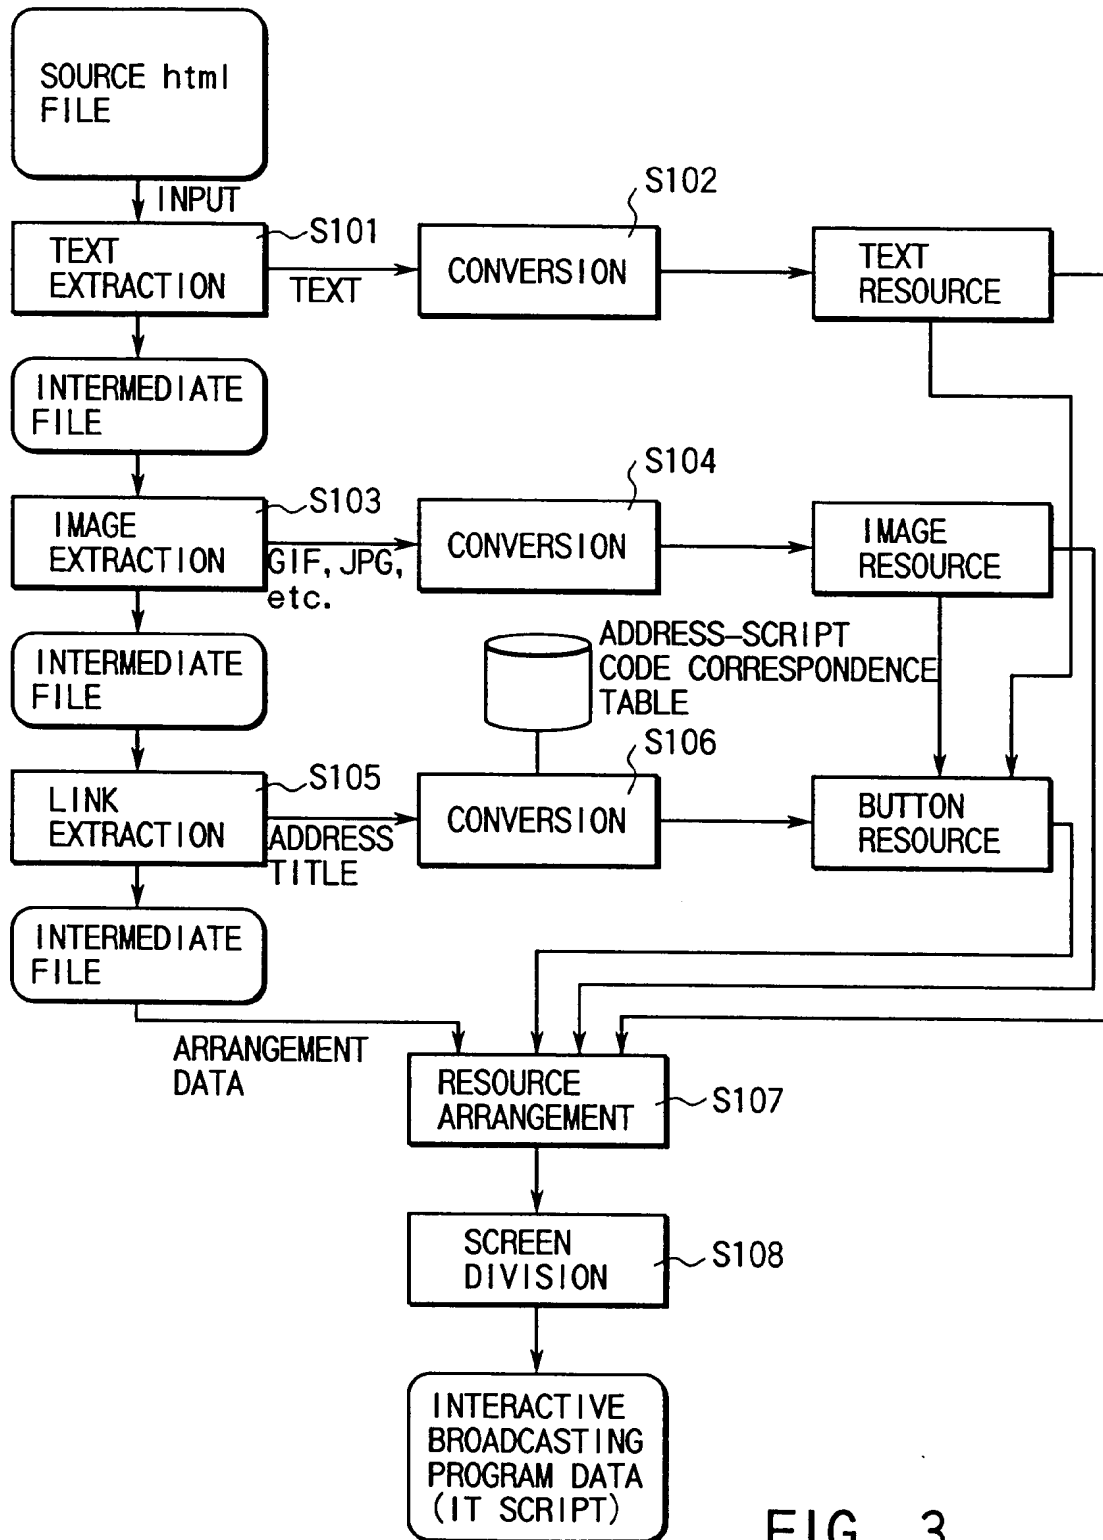 SOURCE html
FILE
INPUT
S101
S102
TEXT
EXTRACTION
TEXT
CONVERSION
TEXT
RESOURCE
INTERMEDIATE
FILE
S103
S104
IMAGE
EXTRACTION
GIF, JPG,
etc.
CONVERSION
IMAGE
RESOURCE
INTERMEDIATE
FILE
ADDRESS-SCRIPT
CODE CORRESPONDENCE
TABLE
S105
S106
LINK
EXTRACTION
ADDRESS
TITLE
CONVERSION
BUTTON
RESOURCE
INTERMEDIATE
FILE
ARRANGEMENT
DATA
RESOURCE
ARRANGEMENT
S107
SCREEN
DIVISION
S108
INTERACTIVE
BROADCASTING
PROGRAM DATA
(IT SCRIPT)
FIG. 3